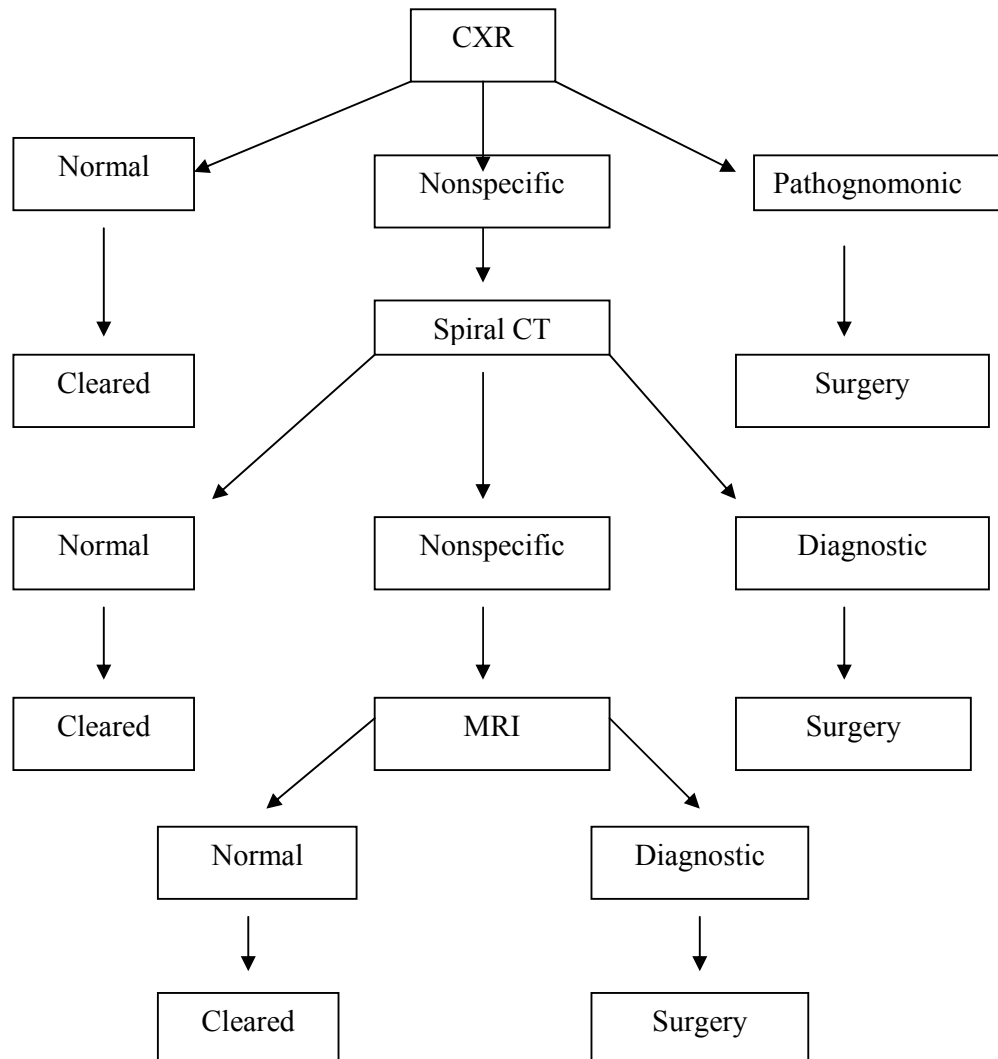 CXR
Normal
Nonspecific
Pathognomonic
Spiral CT
Cleared
Surgery
Normal
Nonspecific
Diagnostic
Cleared
MRI
Surgery
Normal
Diagnostic
Cleared
Surgery